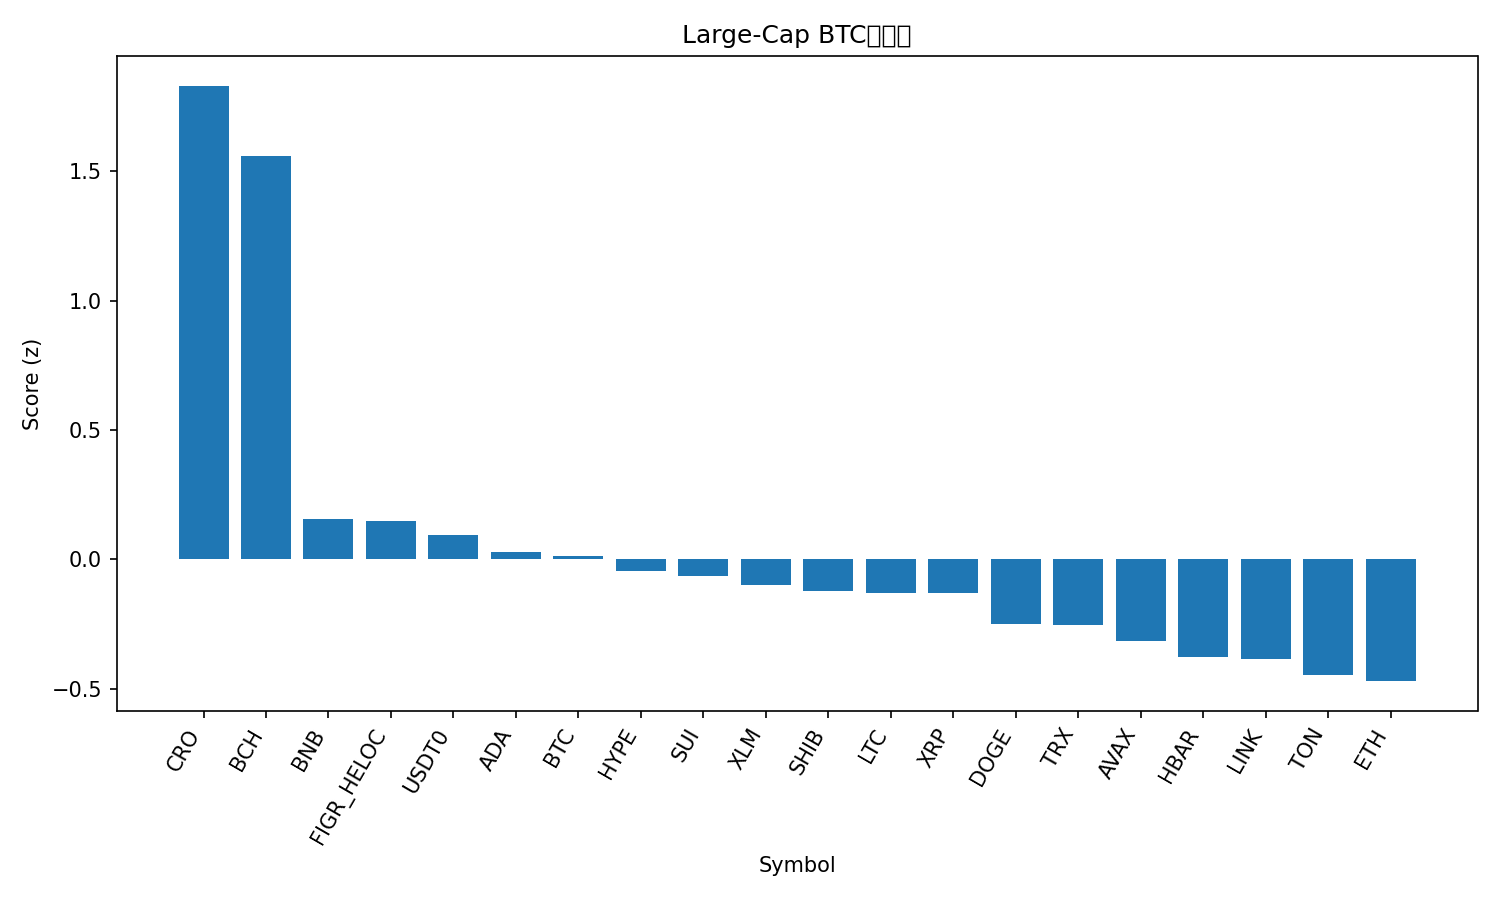 Large-Cap BTC
Score (z)
1.5
1.0
0.5
0.0
−0.5
CRO
BCH
BNB
FIGR_HELOC
USDT0
ADA
BTC
HYPE
SUI
XLM
SHIB
LTC
XRP
DOGE
TRX
AVAX
HBAR
LINK
TON
ETH
Symbol